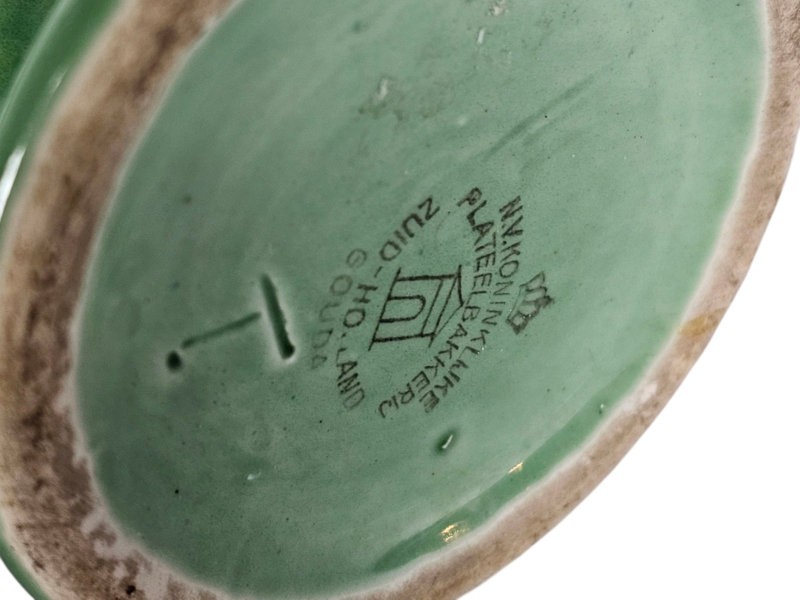 N.V. KONINKLIJKE
PLATEELBAKKERIJ
ZUID-HOLLAND
GOUDA
T